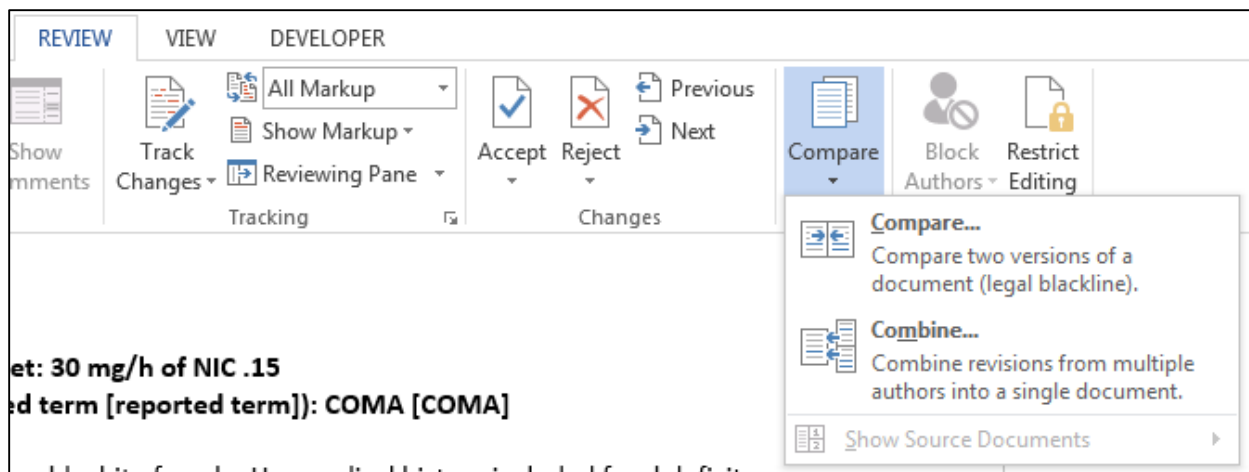 REVIEW VIEW DEVELOPER
Show
mments
Track
Changes
All Markup
Show Markup
Reviewing Pane
Tracking
Accept
Reject
Previous
Next
Changes
Compare
Block
Authors
Restrict
Editing
Compare...
Compare two versions of a
document (legal blackline).
Combine...
Combine revisions from multiple
authors into a single document.
Show Source Documents
et: 30 mg/h of NIC .15
ed term [reported term]): COMA [COMA]